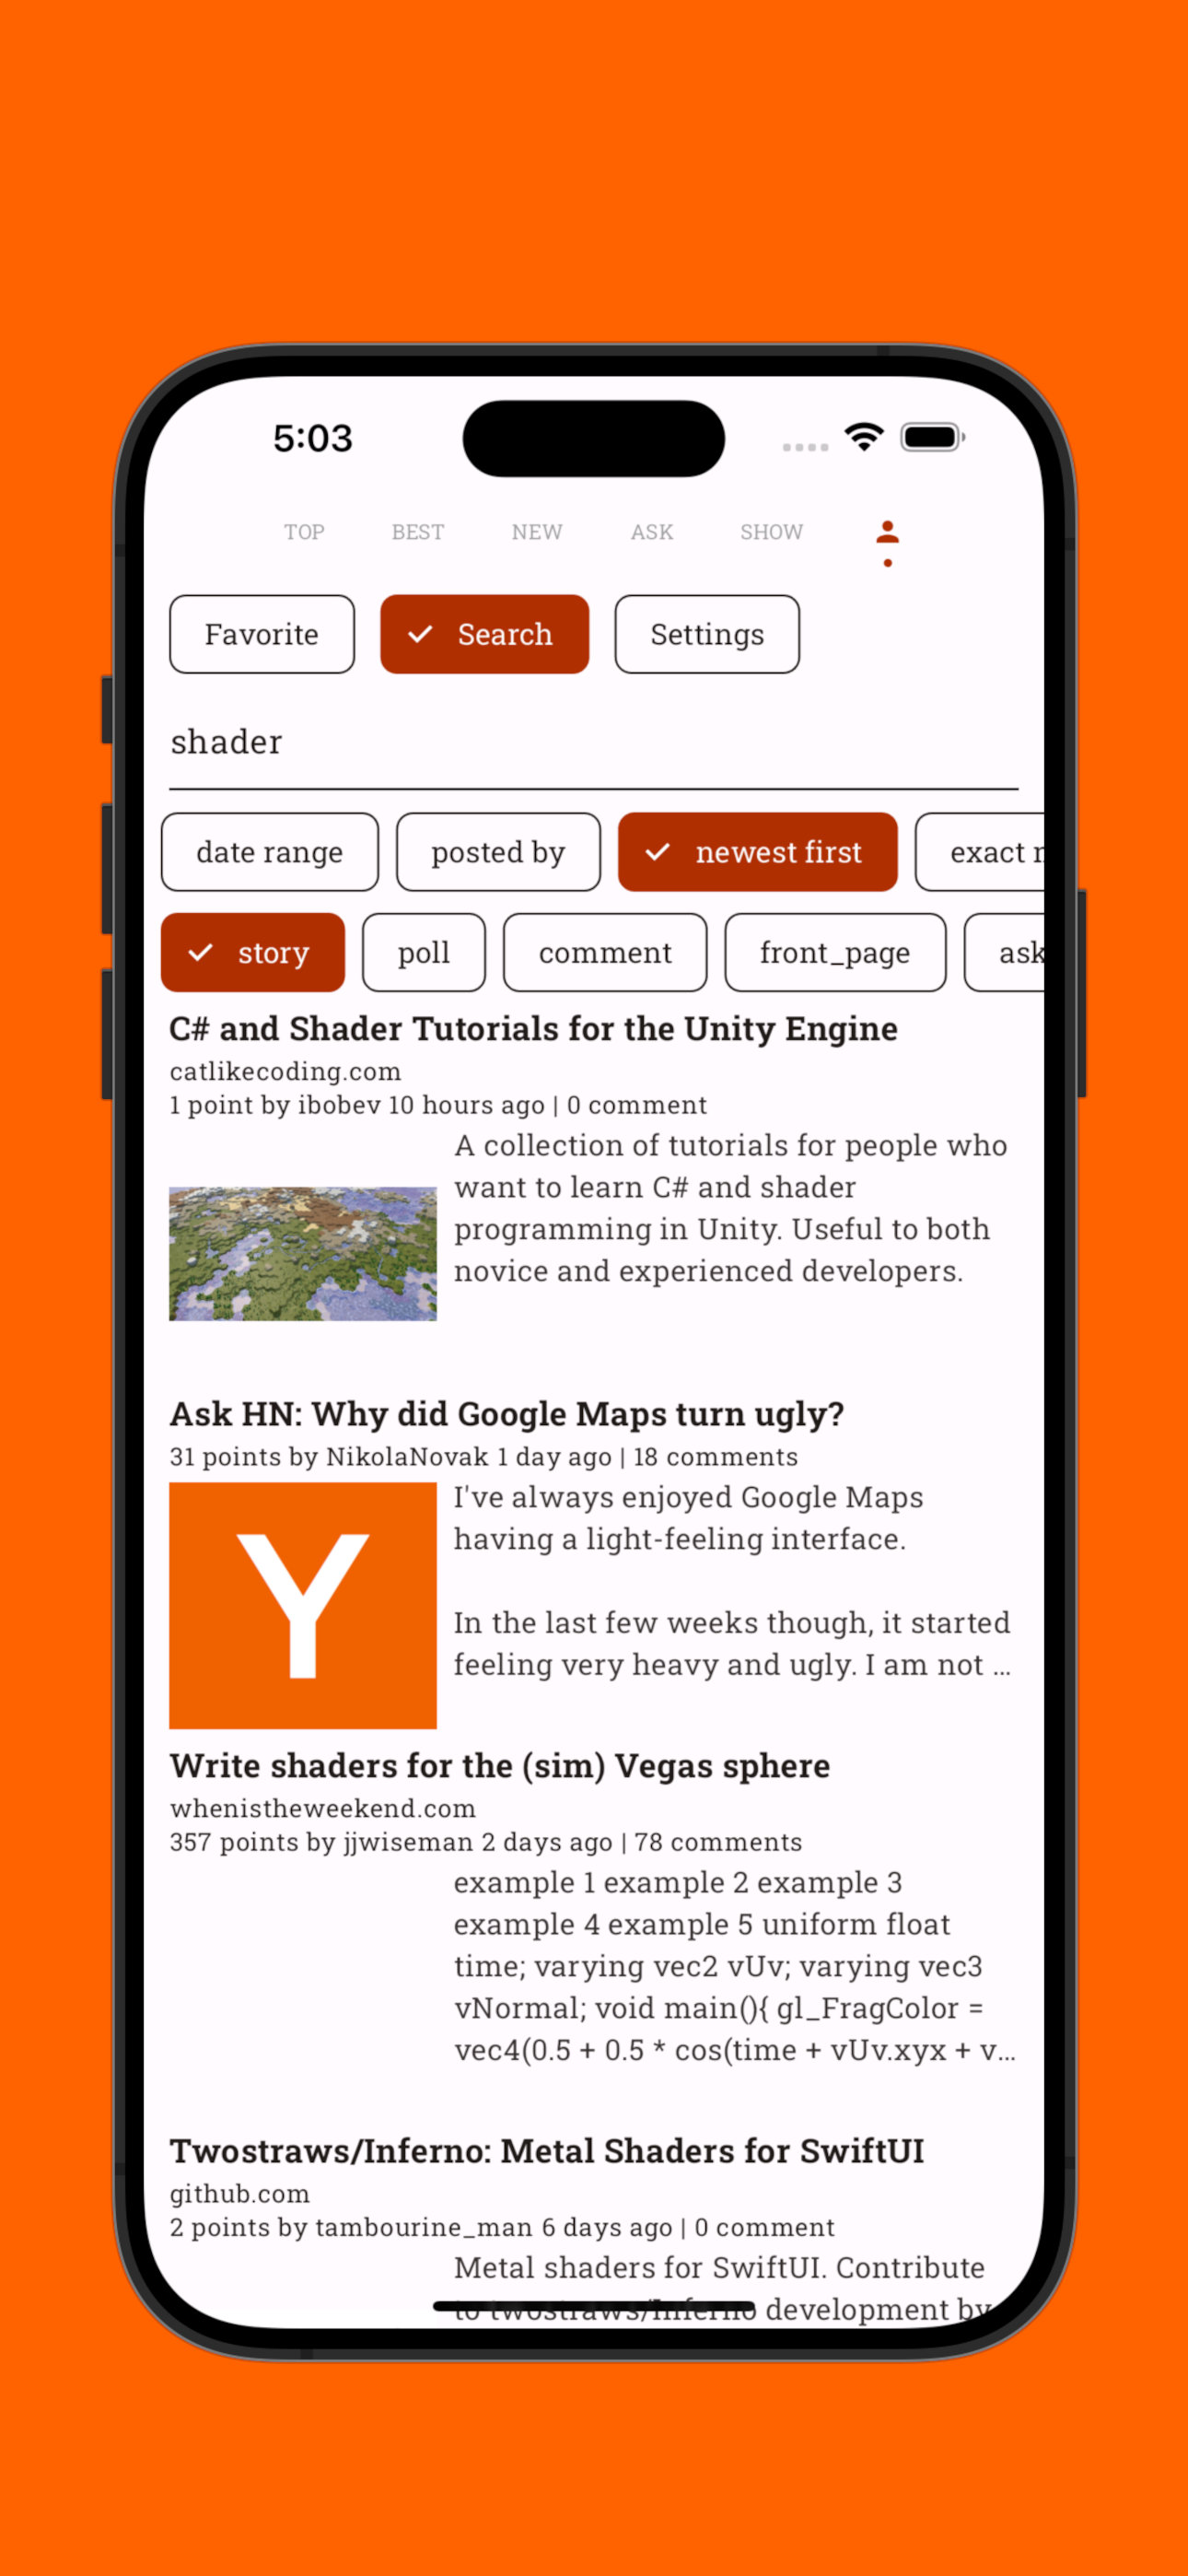 5:03
TOP BEST NEW ASK SHOW
Favorite Search Settings
shader
date range posted by newest first exact
story poll comment front_page ask
C# and Shader Tutorials for the Unity Engine
catlikecoding.com
1 point by ibobev 10 hours ago | 0 comment
A collection of tutorials for people who
want to learn C# and shader
programming in Unity. Useful to both
novice and experienced developers.
Ask HN: Why did Google Maps turn ugly?
31 points by NikolaNovak 1 day ago | 18 comments
Y
I've always enjoyed Google Maps
having a light-feeling interface.
In the last few weeks though, it started
feeling very heavy and ugly. I am not ...
Write shaders for the (sim) Vegas sphere
whenistheweekend.com
357 points by jjwiseman 2 days ago | 78 comments
example 1 example 2 example 3
example 4 example 5 uniform float
time; varying vec2 vUv; varying vec3
vNormal; void main(){ gl_FragColor =
vec4(0.5 + 0.5 * cos(time + vUv.xyx + v...
Twostraws/Inferno: Metal Shaders for SwiftUI
github.com
2 points by tambourine_man 6 days ago | 0 comment
Metal shaders for SwiftUI. Contribute
to twostraws/Inferno development by